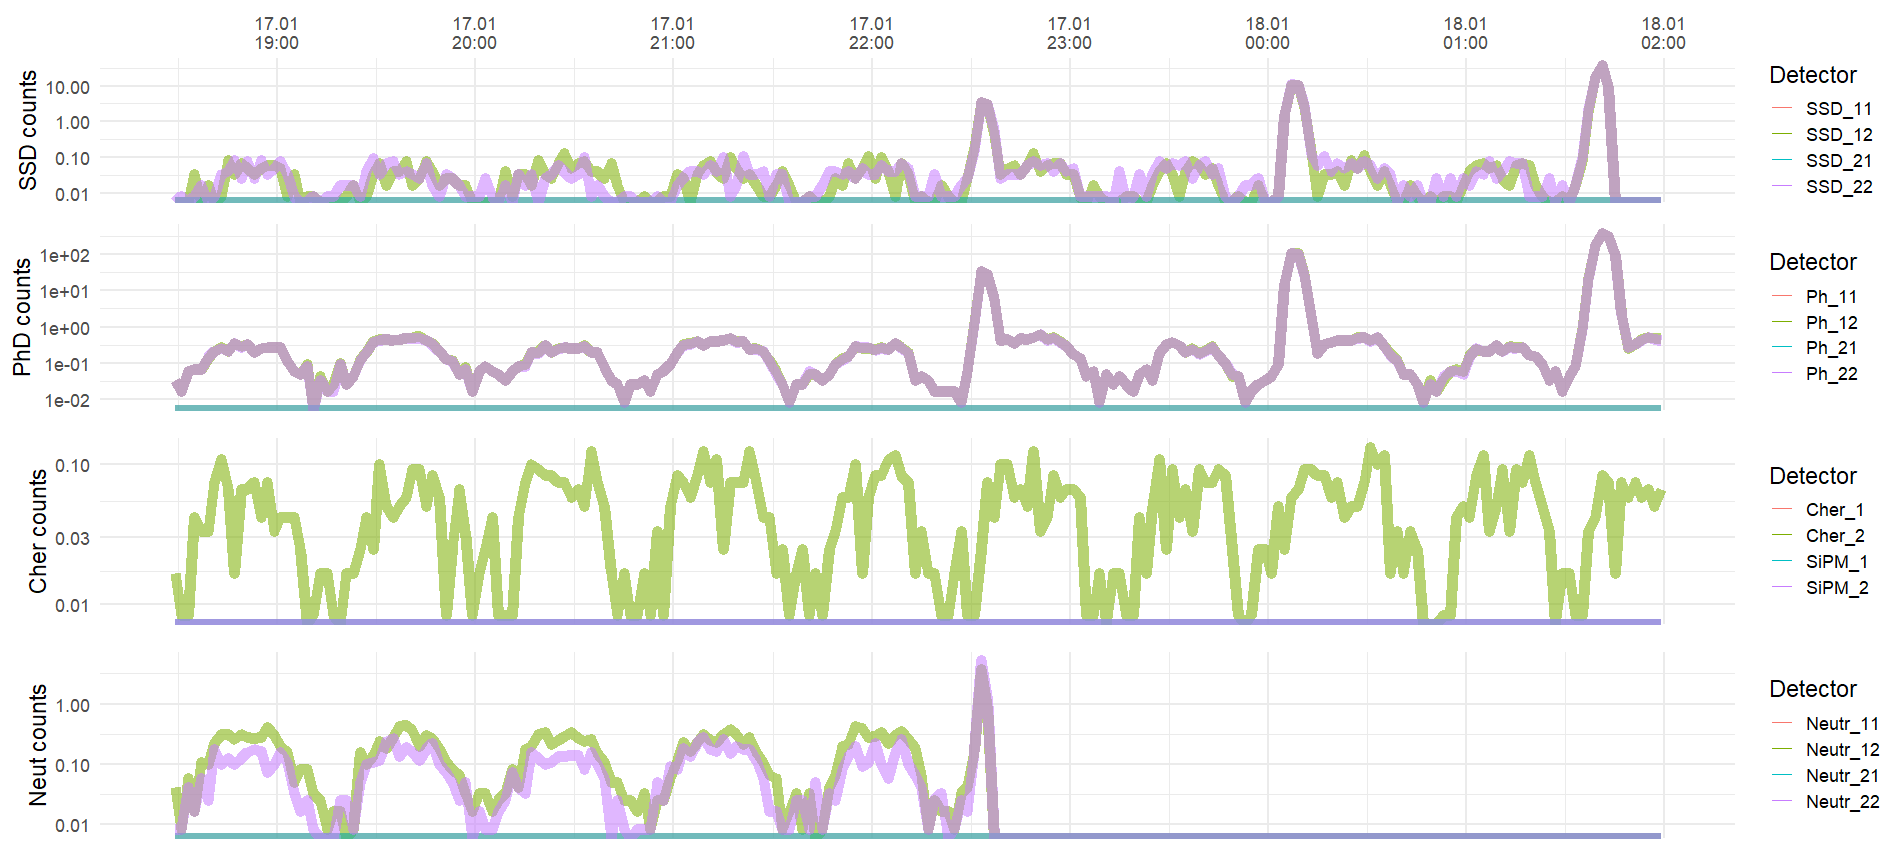 17.01 17.01 17.01 17.01 17.01 18.01 18.01 18.01
19:00 20:00 21:00 22:00 23:00 00:00 01:00 02:00
SSD counts
10.00
1.00
0.10
0.01
Detector
SSD_11
SSD_12
SSD_21
SSD_22
PhD counts
1e+02
1e+01
1e+00
1e-01
1e-02
Detector
Ph_11
Ph_12
Ph_21
Ph_22
Cher counts
0.10
0.03
0.01
Detector
Cher_1
Cher_2
SiPM_1
SiPM_2
Neut counts
1.00
0.10
0.01
Detector
Neutr_11
Neutr_12
Neutr_21
Neutr_22